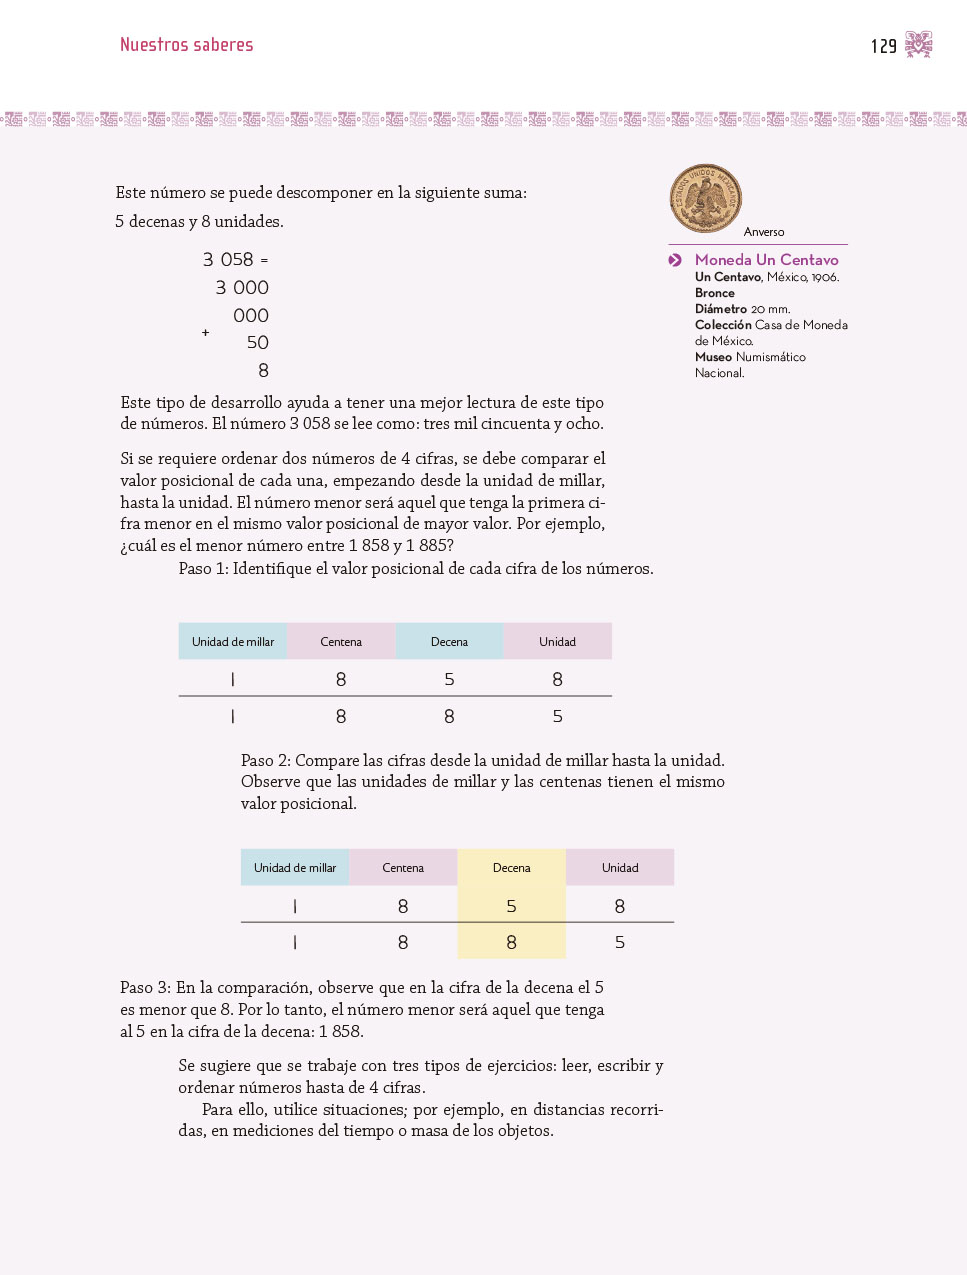 Nuestros saberes
129
Este número se puede descomponer en la siguiente suma:
5 decenas y 8 unidades.
3 058 =
3 000
000
+
50
8
Este tipo de desarrollo ayuda a tener una mejor lectura de este tipo
de números. El número 3 058 se lee como: tres mil cincuenta y ocho.
Si se requiere ordenar dos números de 4 cifras, se debe comparar el
valor posicional de cada una, empezando desde la unidad de millar,
hasta la unidad. El número menor será aquel que tenga la primera ci-
fra menor en el mismo valor posicional de mayor valor. Por ejemplo,
¿cuál es el menor número entre 1 858 y 1 885?
Paso 1: Identifique el valor posicional de cada cifra de los números.
Unidad de millar Centena Decena Unidad
1 8 5 8
1 8 8 5
Paso 2: Compare las cifras desde la unidad de millar hasta la unidad.
Observe que las unidades de millar y las centenas tienen el mismo
valor posicional.
Unidad de millar Centena Decena Unidad
1 8 5 8
1 8 8 5
Paso 3: En la comparación, observe que en la cifra de la decena el 5
es menor que 8. Por lo tanto, el número menor será aquel que tenga
al 5 en la cifra de la decena: 1 858.
Se sugiere que se trabaje con tres tipos de ejercicios: leer, escribir y
ordenar números hasta de 4 cifras.
Para ello, utilice situaciones; por ejemplo, en distancias recorri-
das, en mediciones del tiempo o masa de los objetos.
ESTADOS UNIDOS MEXICANOS
Anverso
Moneda Un Centavo
Un Centavo, México, 1906.
Bronce
Diámetro 20 mm.
Colección Casa de Moneda
de México.
Museo Numismático
Nacional.